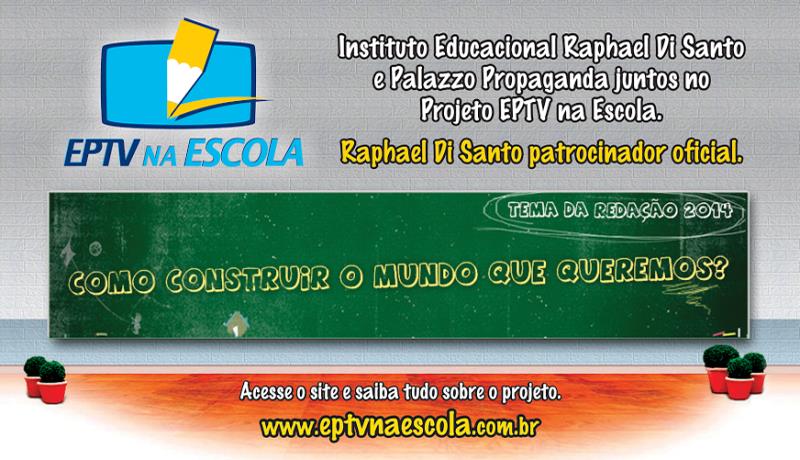 EPTV NA ESCOLA
Instituto Educacional Raphael Di Santo
e Palazzo Propaganda juntos no
Projeto EPTV na Escola.
Raphael Di Santo patrocinador oficial.
TEMA DA REDAÇÃO 2014
COMO CONSTRUIR O MUNDO QUE QUEREMOS?
Acesse o site e saiba tudo sobre o projeto.
www.eptvnaescola.com.br